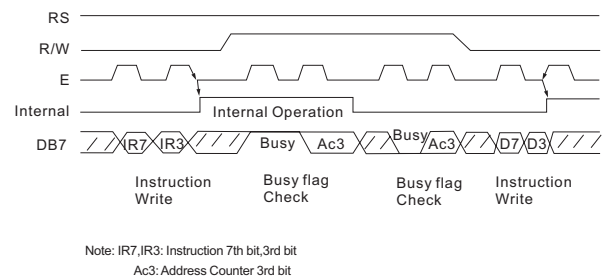 RS
R/W
E
Internal Internal Operation
DB7 IR7 IR3 Busy Ac3 Busy Ac3 D7 D3
Instruction Write
Busy flag Check
Busy flag Check
Instruction Write
Note: IR7,IR3: Instruction 7th bit,3rd bit
Ac3: Address Counter 3rd bit